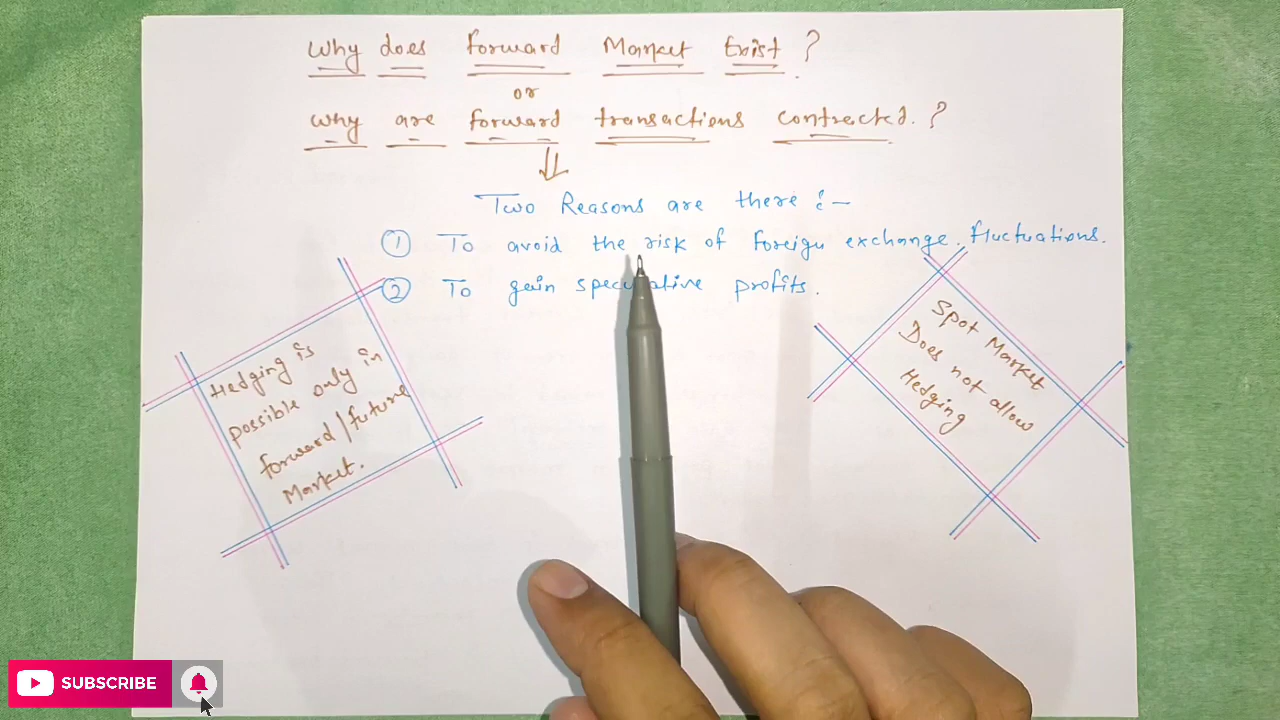 Why does forward Market Exist ?
or
why are forward transactions contracted. ?
Two Reasons are there :-
① To avoid the risk of foreign exchange. fluctuations.
② To gain speculative profits.
Hedging is
possible only in
forward/future
Market.
Spot Market
Does not allow
Hedging
SUBSCRIBE